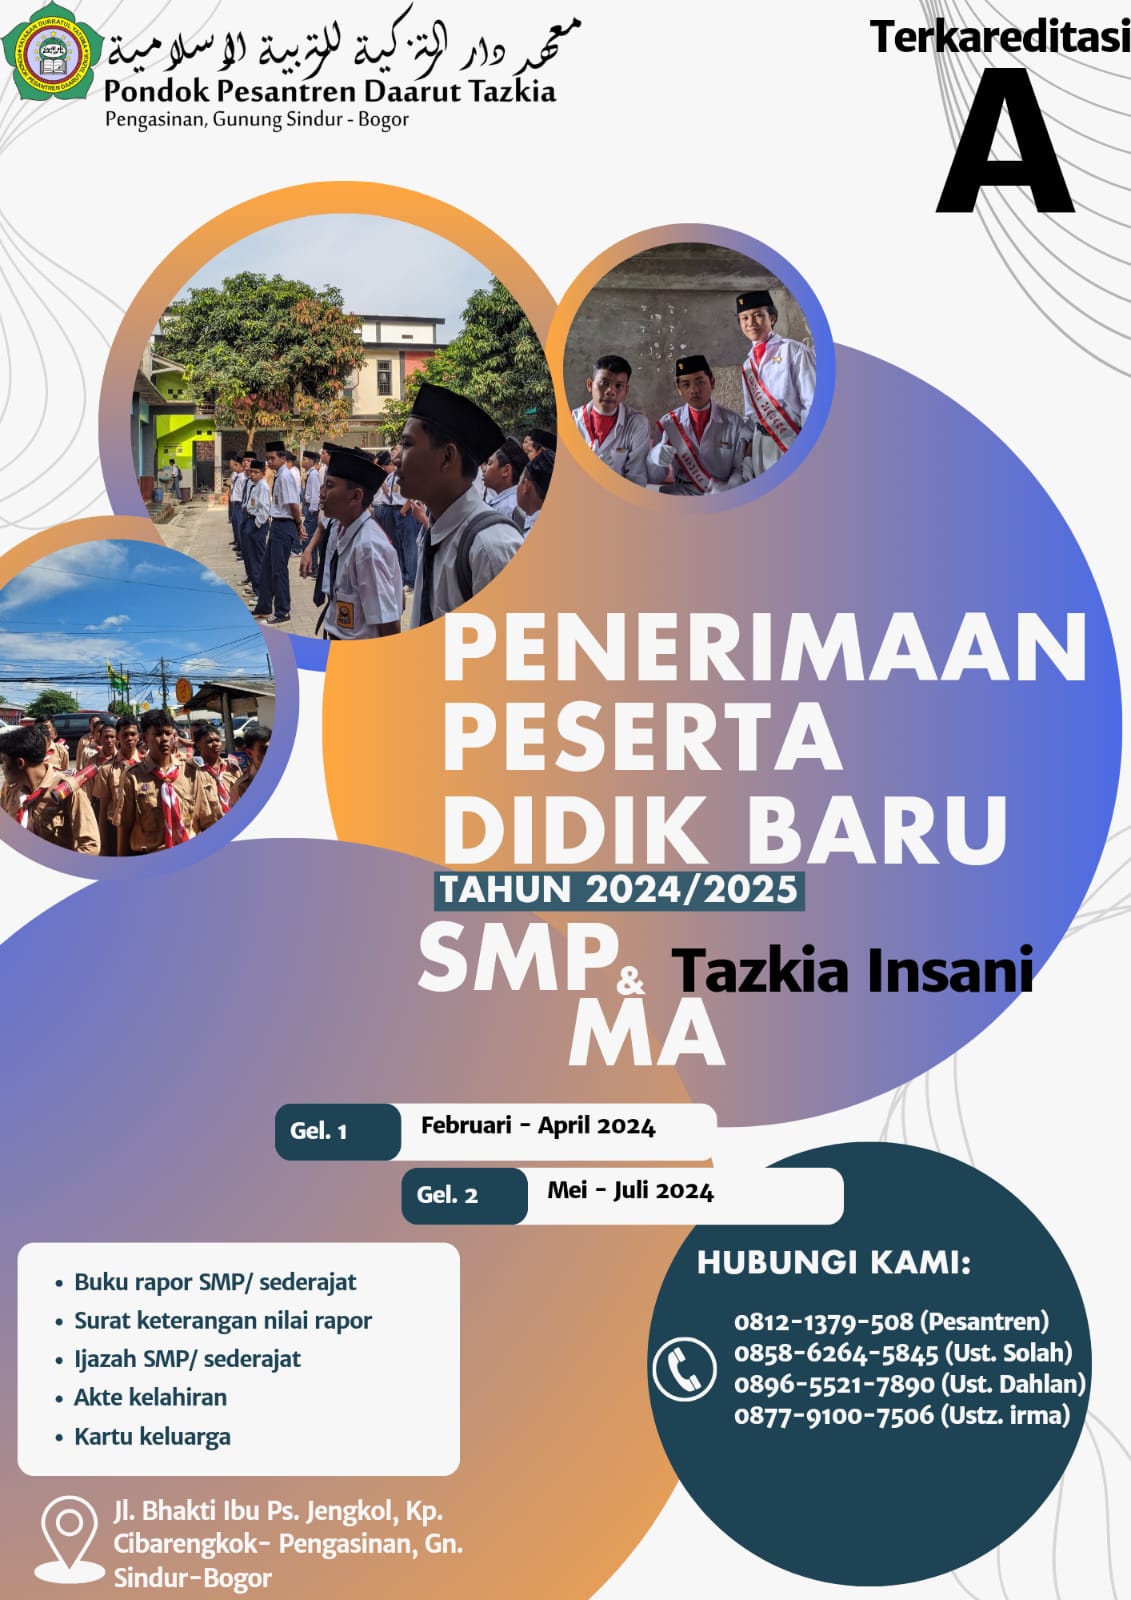 معهد دار التزكية للتربية الإسلامية
Pondok Pesantren Daarut Tazkia
Pengasinan, Gunung Sindur - Bogor
Terkareditasi
A
PENERIMAAN
PESERTA
DIDIK BARU
TAHUN 2024/2025
SMP & MA Tazkia Insani
Gel. 1 Februari - April 2024
Gel. 2 Mei - Juli 2024
• Buku rapor SMP/ sederajat
• Surat keterangan nilai rapor
• Ijazah SMP/ sederajat
• Akte kelahiran
• Kartu keluarga
HUBUNGI KAMI:
0812-1379-508 (Pesantren)
0858-6264-5845 (Ust. Solah)
0896-5521-7890 (Ust. Dahlan)
0877-9100-7506 (Ustz. irma)
Jl. Bhakti Ibu Ps. Jengkol, Kp.
Cibarengkok- Pengasinan, Gn.
Sindur-Bogor